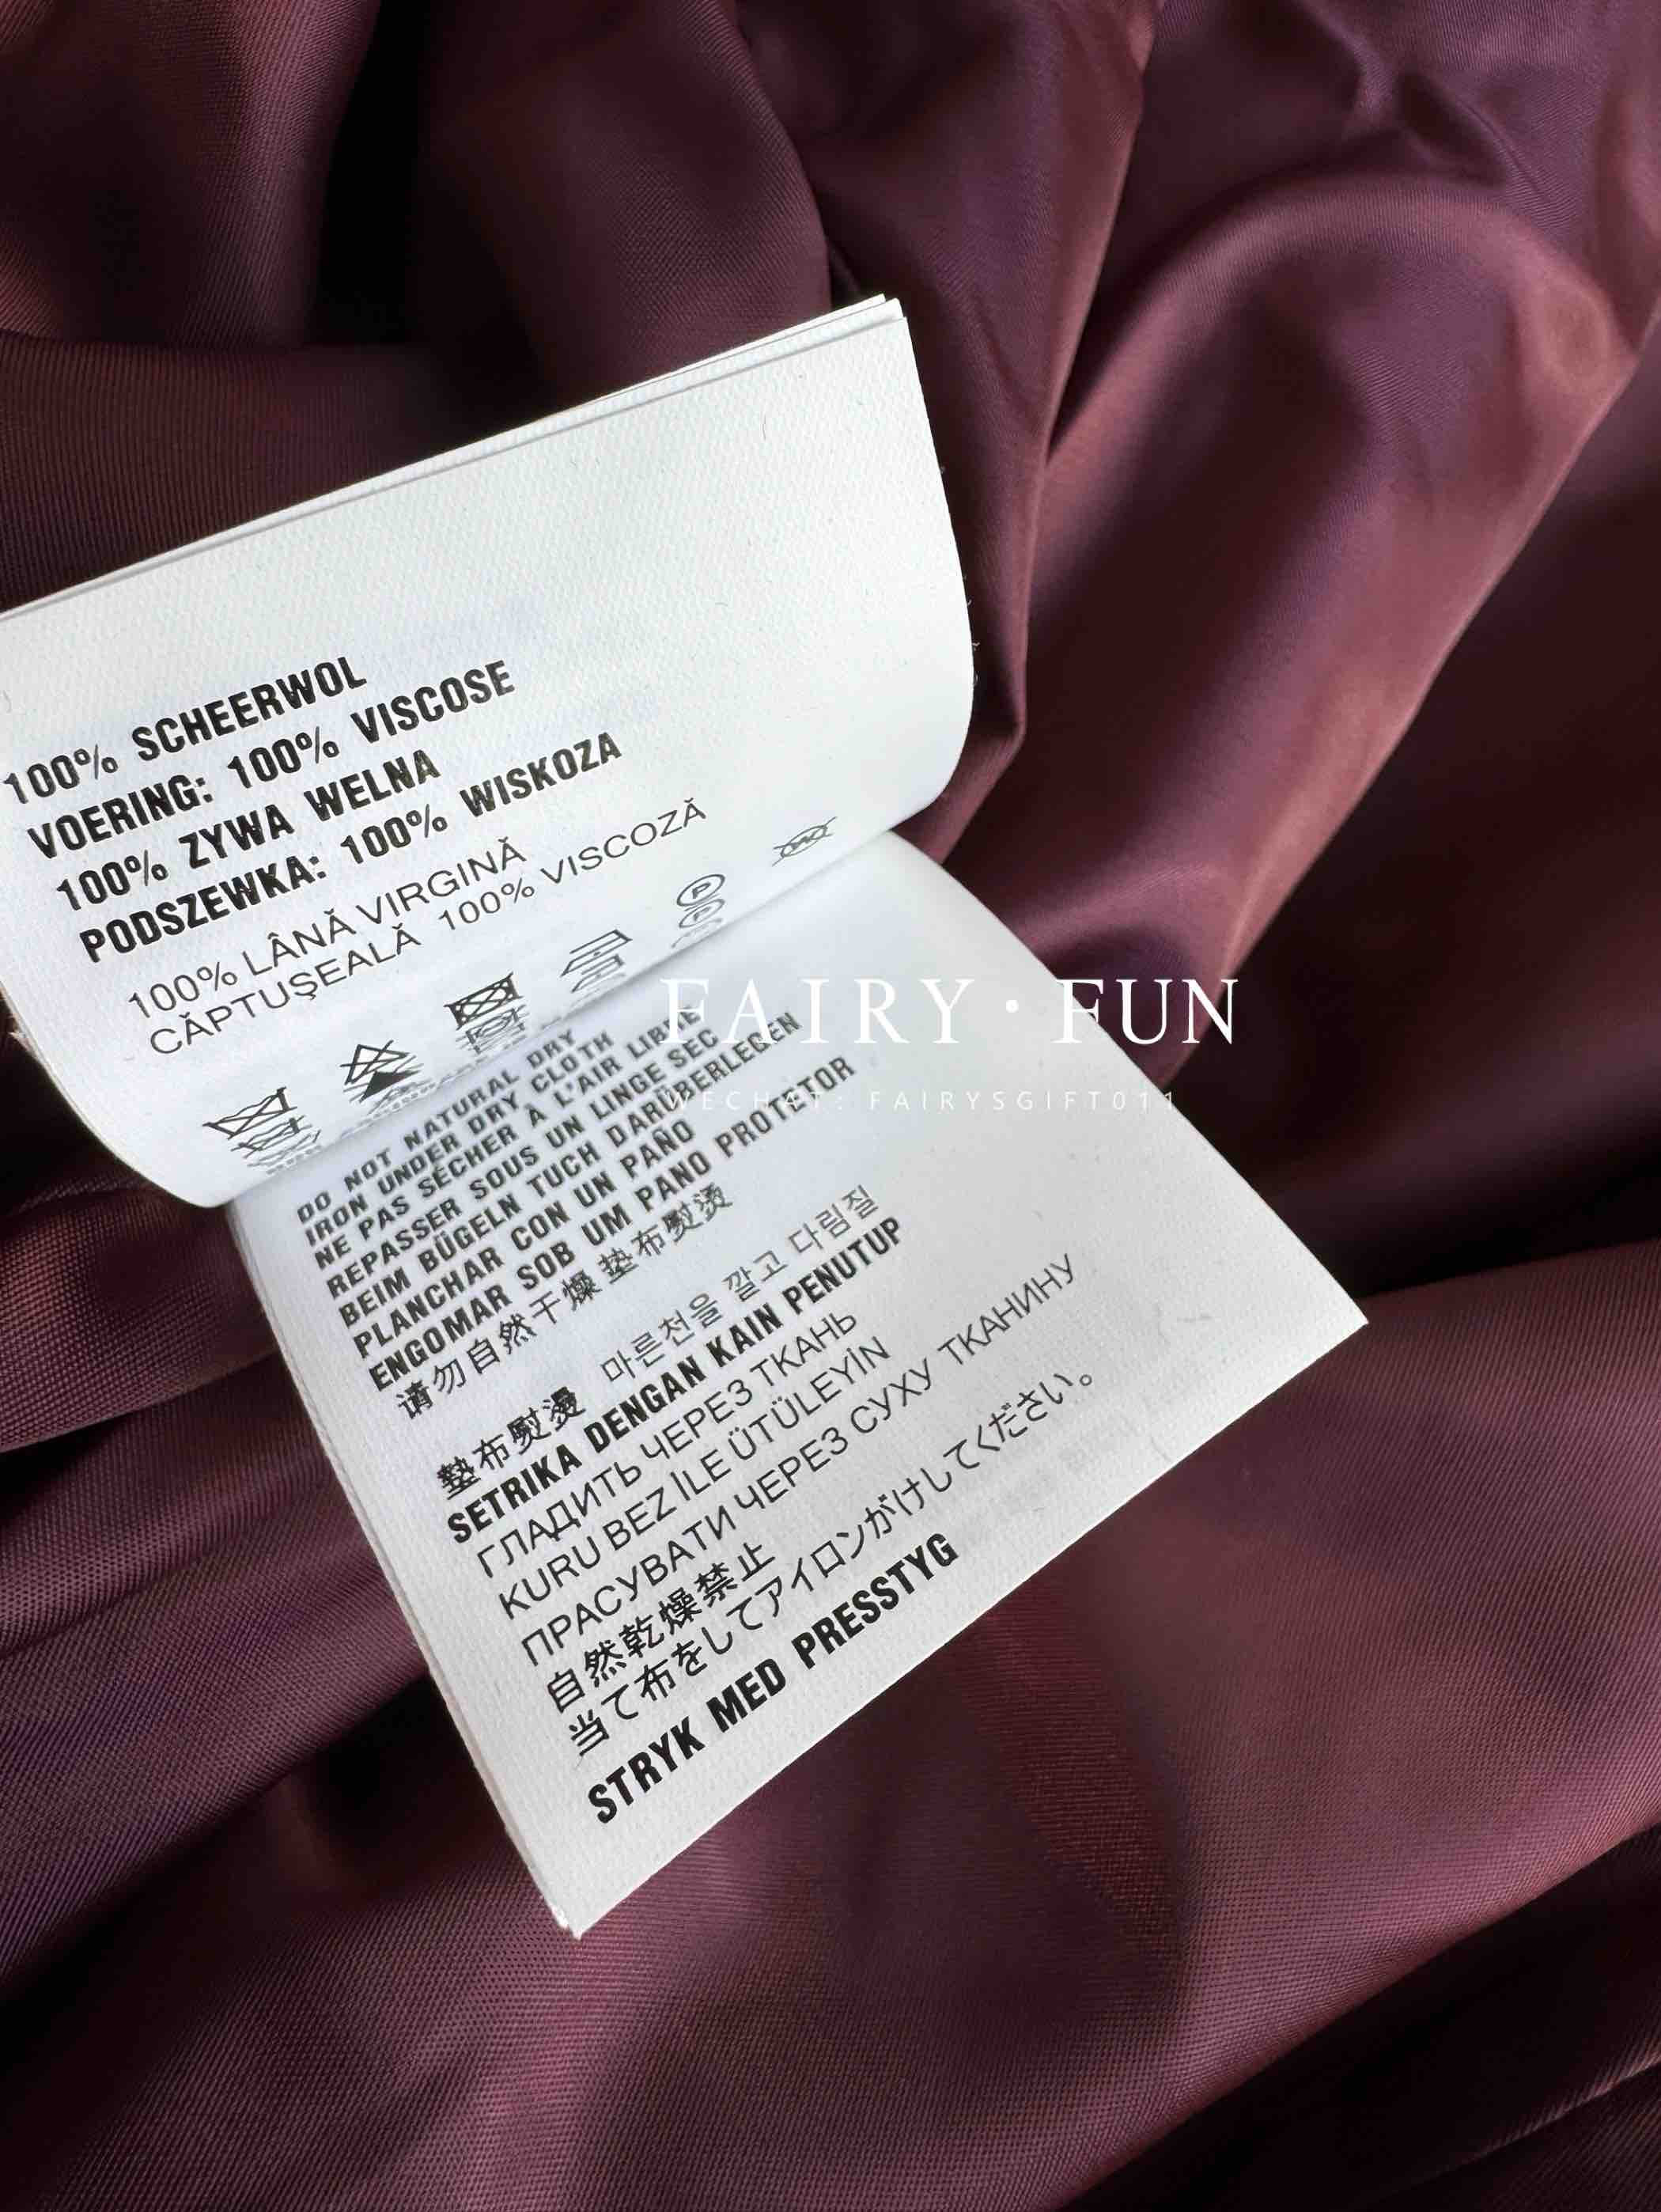 100% SCHEERWOL
VOERING: 100% VISCOSE
100% ZYWA WELNA
PODSZEWKA: 100% WISKOZA
100% LÂNĂ VIRGINĂ
CĂPTUŞEALĂ 100% VISCOZĂ
P
FAIRY·FUN
WECHAT: FAIRYSGIFT011
DO NOT NATURAL DRY
IRON UNDER DRY CLOTH
NE PAS SÉCHER À L'AIR LIBRE
REPASSER SOUS UN LINGE SEC
BEIM BÜGELN TUCH DARÜBERLEGEN
PLANCHAR CON UN PAÑO
ENGOMAR SOB UM PANO PROTETOR
请勿自然干燥 垫布熨烫
墊布熨燙 마른천을 깔고 다림질
SETRIKA DENGAN KAIN PENUTUP
ГЛАДИТЬ ЧЕРЕЗ ТКАНЬ
KURU BEZ İLE ÜTÜLEYİN
ПРАСУВАТИ ЧЕРЕЗ СУХУ ТКАНИНУ
自然乾燥禁止
当て布をしてアイロンがけしてください。
STRYK MED PRESSTYG